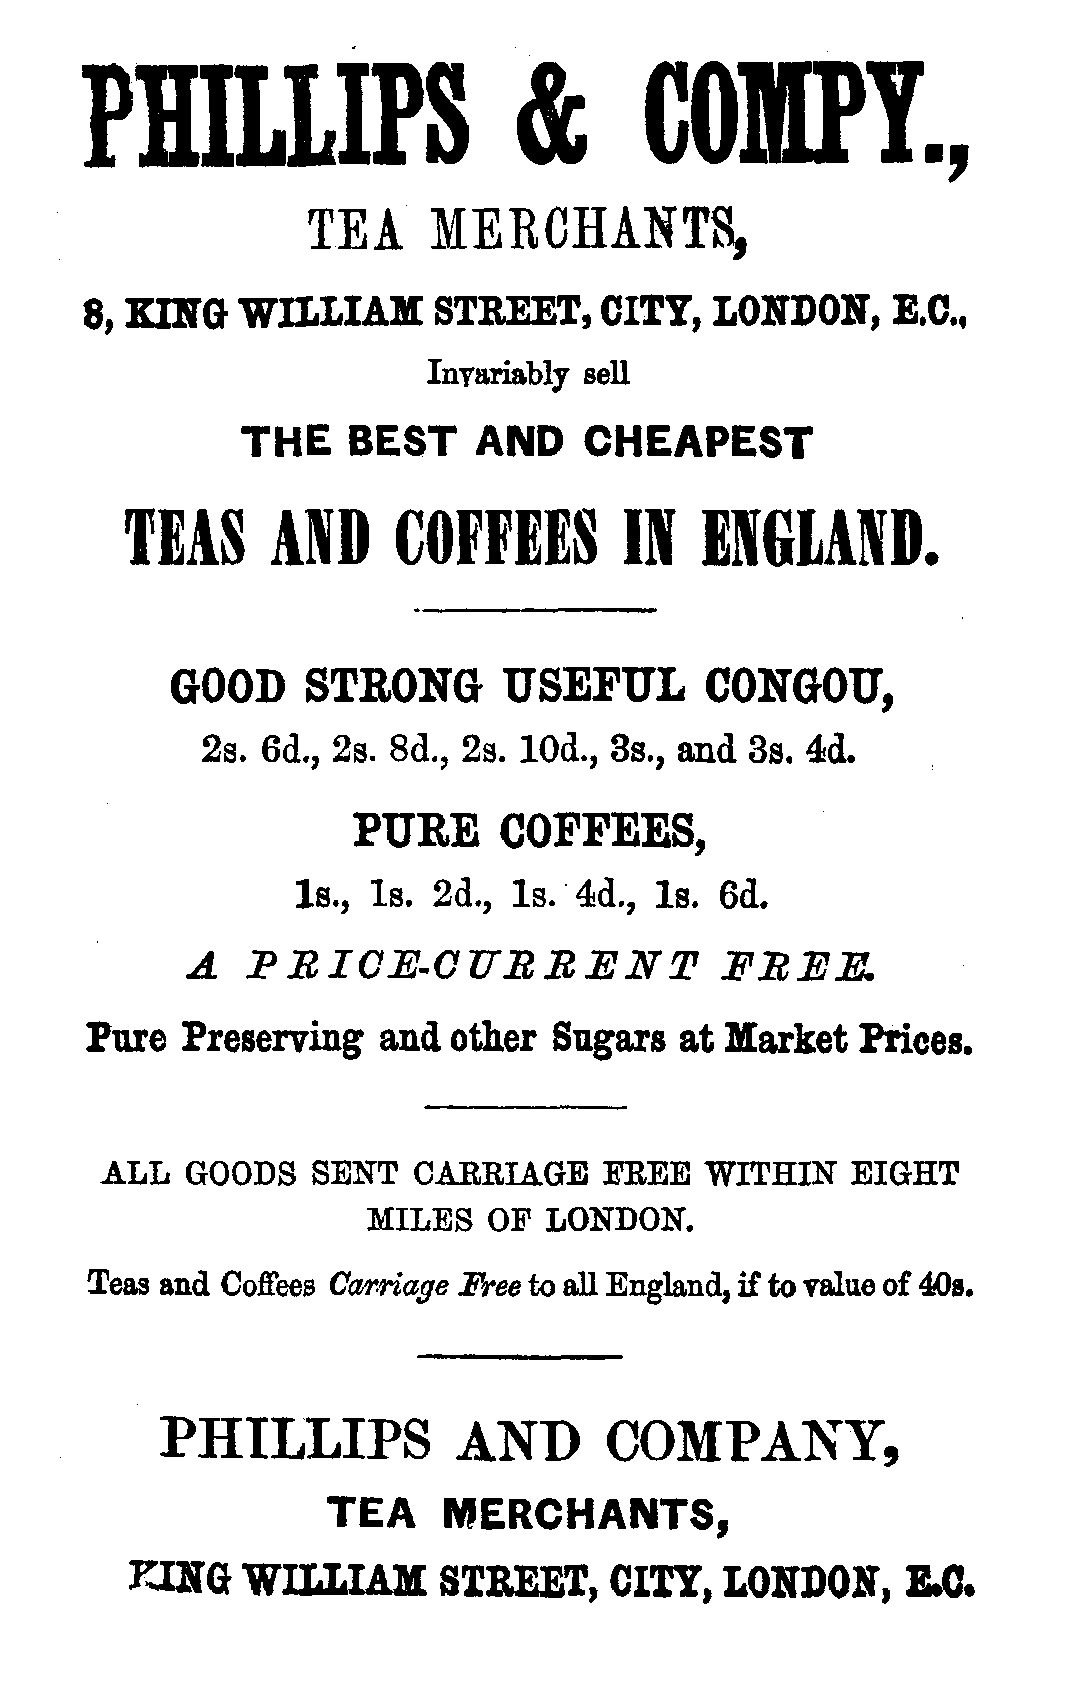 PHILLIPS & COMPY.,
TEA MERCHANTS,
8, KING WILLIAM STREET, CITY, LONDON, E.C.,
Invariably sell
THE BEST AND CHEAPEST
TEAS AND COFFEES IN ENGLAND.
GOOD STRONG USEFUL CONGOU,
2s. 6d., 2s. 8d., 2s. 10d., 3s., and 3s. 4d.
PURE COFFEES,
1s., 1s. 2d., 1s. 4d., 1s. 6d.
A PRICE-CURRENT FREE.
Pure Preserving and other Sugars at Market Prices.
ALL GOODS SENT CARRIAGE FREE WITHIN EIGHT
MILES OF LONDON.
Teas and Coffees Carriage Free to all England, if to value of 40s.
PHILLIPS AND COMPANY,
TEA MERCHANTS,
KING WILLIAM STREET, CITY, LONDON, E.C.